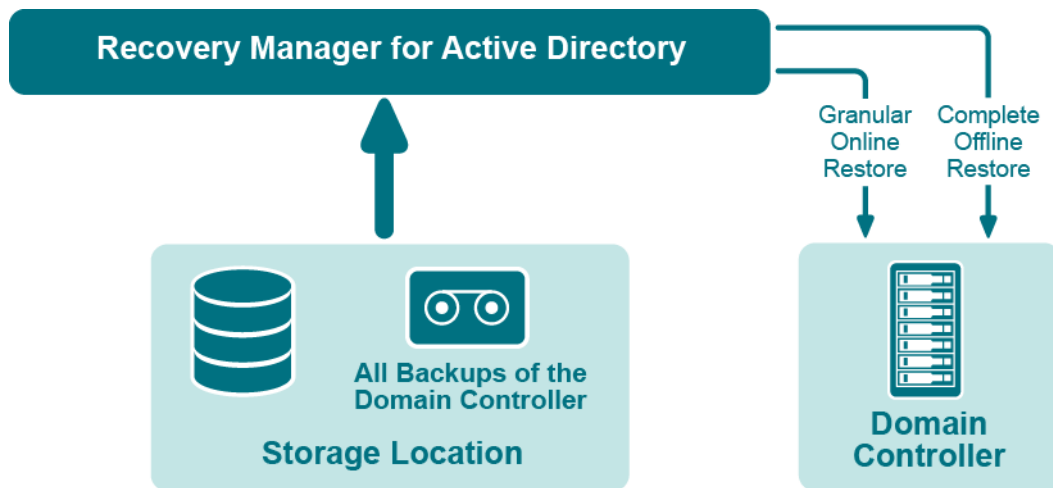 Recovery Manager for Active Directory
Granular
Online
Restore
Complete
Offline
Restore
All Backups of the
Domain Controller
Storage Location
Domain
Controller